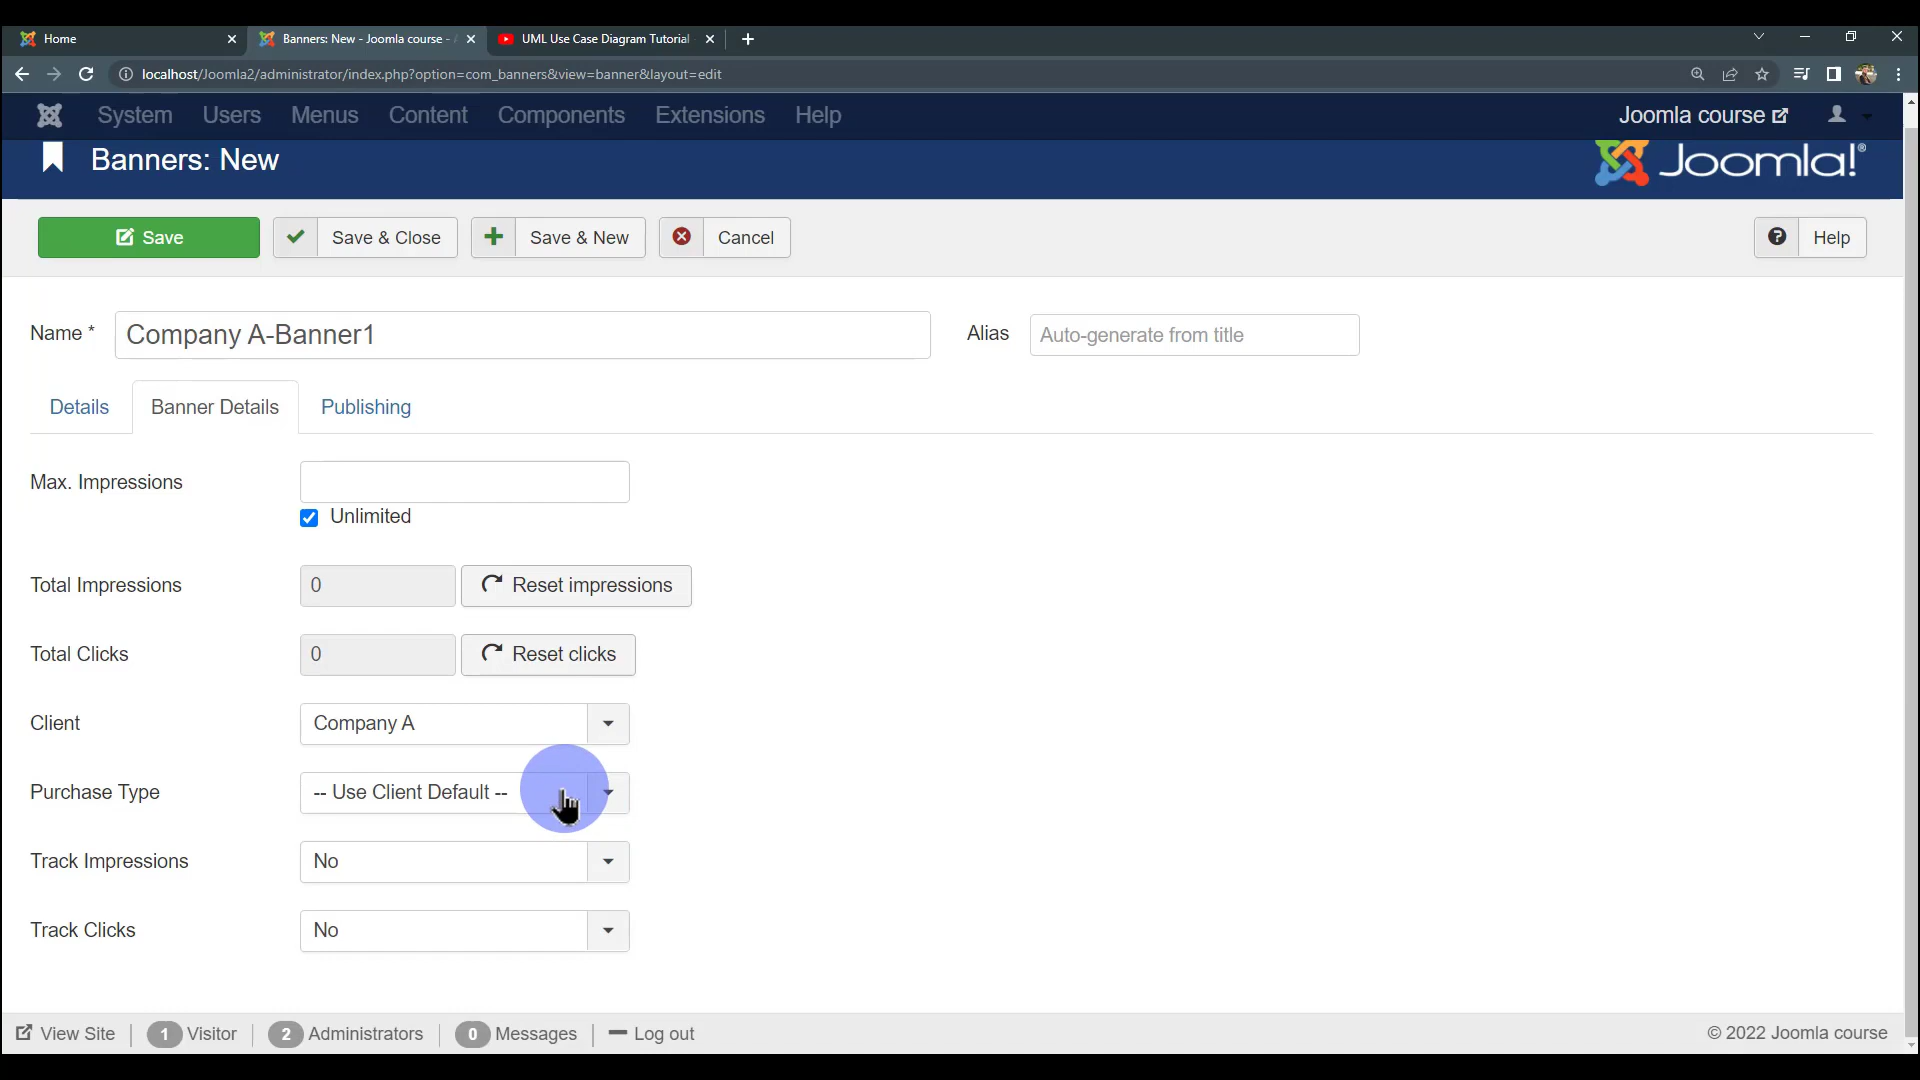 Home
Banners: New - Joomla course -
UML Use Case Diagram Tutorial
localhost/Joomla2/administrator/index.php?option=com_banners&view=banner&layout=edit
System Users Menus Content Components Extensions Help Joomla course
Banners: New
Joomla!®
Save Save & Close Save & New Cancel Help
Name * Company A-Banner1 Alias Auto-generate from title
Details Banner Details Publishing
Max. Impressions
Unlimited
Total Impressions 0 Reset impressions
Total Clicks 0 Reset clicks
Client Company A
Purchase Type -- Use Client Default --
Track Impressions No
Track Clicks No
View Site 1 Visitor 2 Administrators 0 Messages Log out © 2022 Joomla course